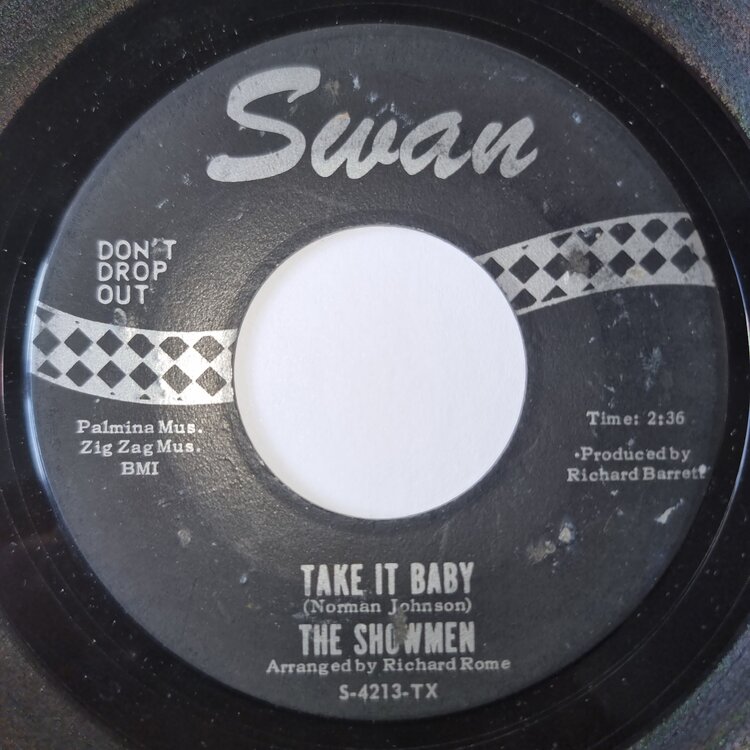 Swan
DON'T
DROP
OUT
Palmina Mus.
Zig Zag Mus.
BMI
Time: 2:36
Produced by
Richard Barrett
TAKE IT BABY
(Norman Johnson)
THE SHOWMEN
Arranged by Richard Rome
S-4213-TX